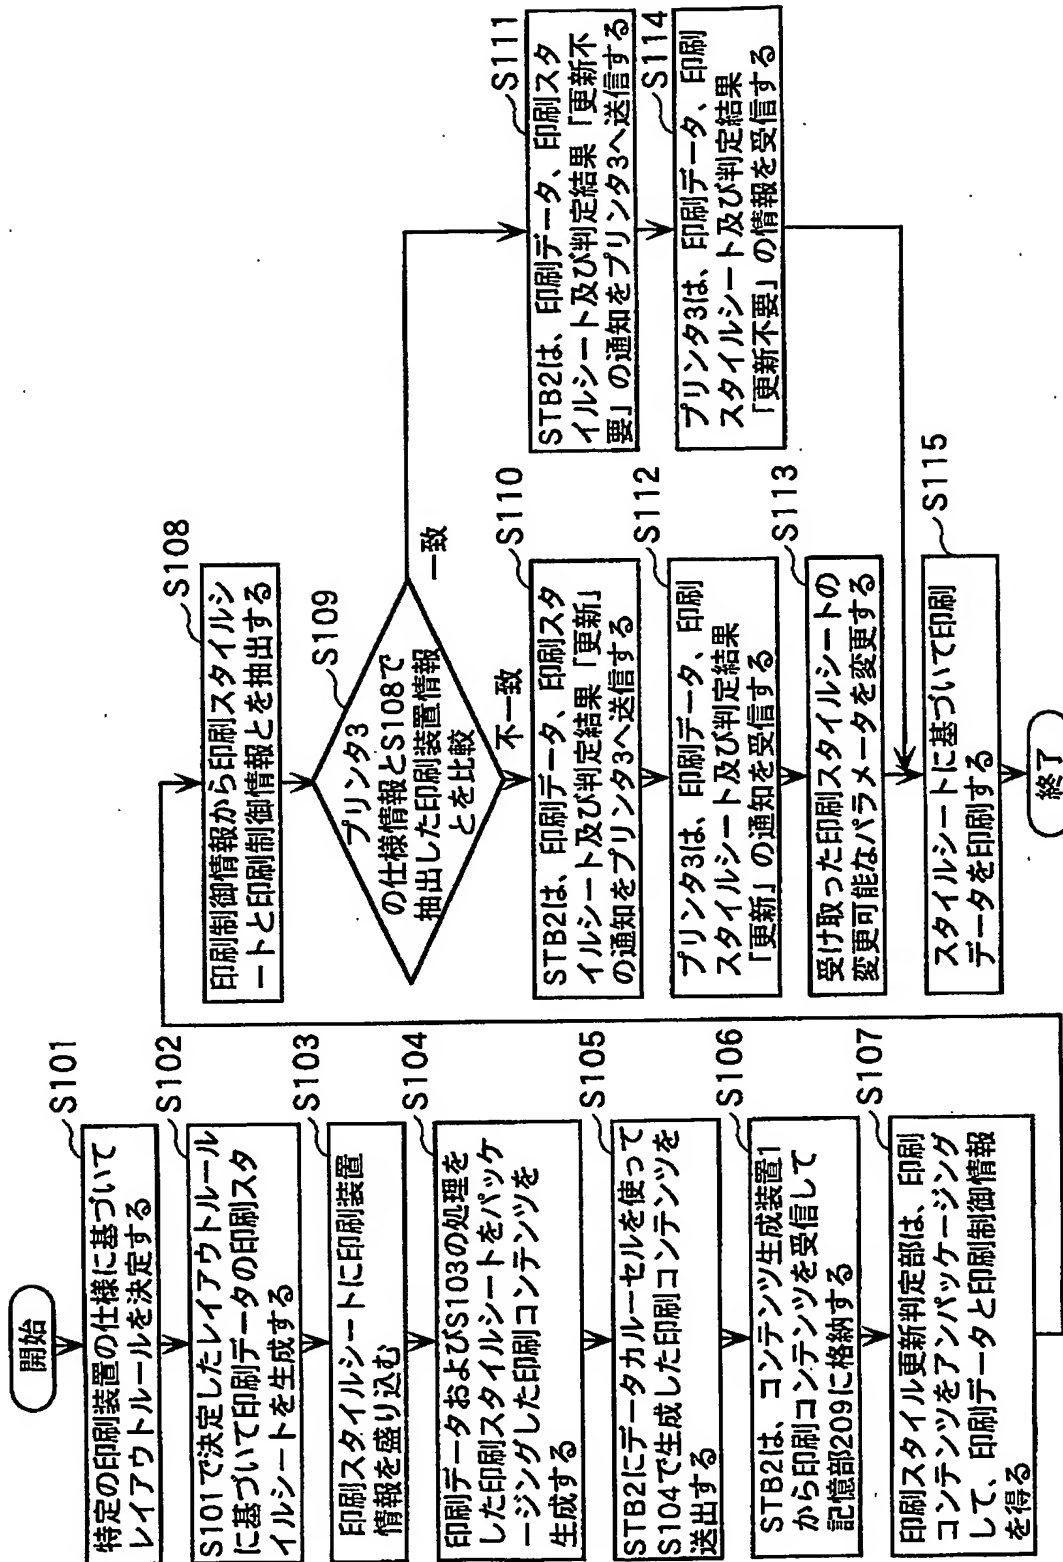 開始
S101
特定の印刷装置の仕様に基づいて
レイアウトルールを決定する
S102
S101で決定したレイアウトルール
に基づいて印刷データの印刷スタ
イルシートを生成する
S103
印刷スタイルシートに印刷装置
情報を盛り込む
S104
印刷データおよびS103の処理を
した印刷スタイルシートをパッケ
ージングした印刷コンテンツを
生成する
S105
STB2にデータカルーセルを使って
S104で生成した印刷コンテンツを
送出する
S106
STB2は、コンテンツ生成装置1
から印刷コンテンツを受信して
記憶部209に格納する
S107
印刷スタイル更新判定部は、印刷
コンテンツをアンパッケージング
して、印刷データと印刷制御情報
を得る
S108
印刷制御情報から印刷スタイルシ
ートと印刷制御情報とを抽出する
S109
プリンタ3
の仕様情報とS108で
抽出した印刷装置情報
とを比較
一致
不一致
S110
STB2は、印刷データ、印刷スタ
イルシート及び判定結果「更新」
の通知をプリンタ3へ送信する
S112
プリンタ3は、印刷データ、印刷
スタイルシート及び判定結果
「更新」の通知を受信する
S113
受け取った印刷スタイルシートの
変更可能なパラメータを変更する
S111
STB2は、印刷データ、印刷スタ
イルシート及び判定結果「更新不
要」の通知をプリンタ3へ送信する
S114
プリンタ3は、印刷データ、印刷
スタイルシート及び判定結果
「更新不要」の情報を受信する
S115
スタイルシートに基づいて印刷
データを印刷する
終了